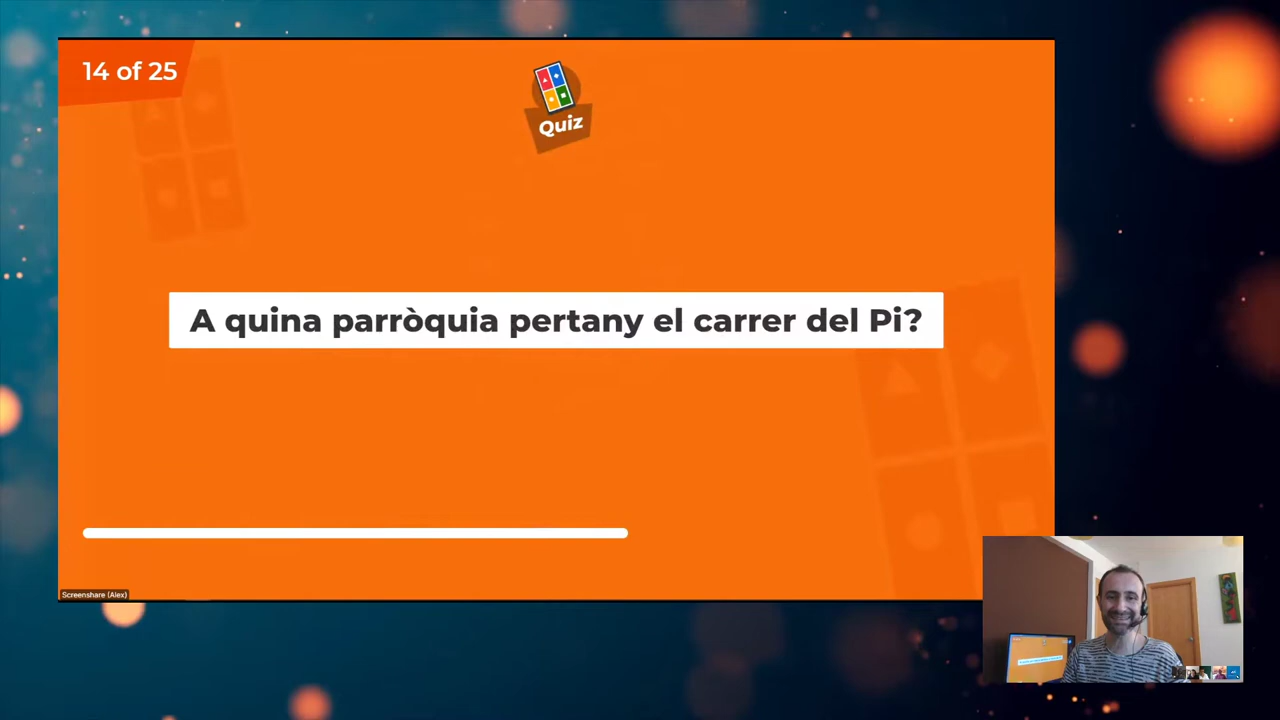 14 of 25
Quiz
A quina parròquia pertany el carrer del Pi?
Screenshare (Alex)